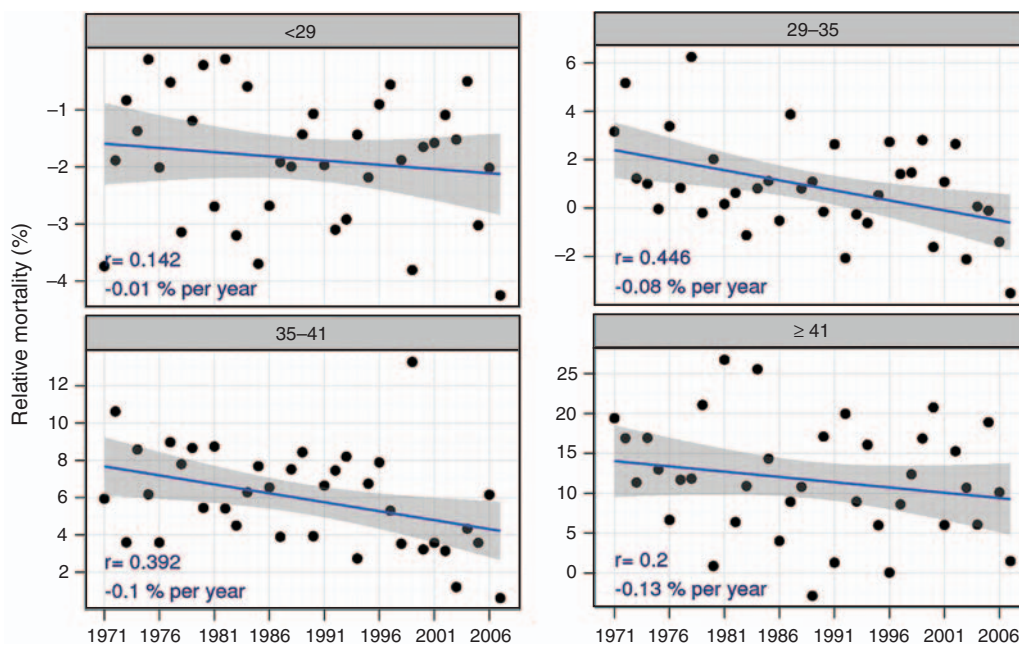 <29
29–35
Relative mortality (%)
−1
−2
−3
−4
r= 0.142
-0.01 % per year
6
4
2
0
−2
r= 0.446
-0.08 % per year
35–41
≥ 41
12
10
8
6
4
2
r= 0.392
-0.1 % per year
25
20
15
10
5
0
r= 0.2
-0.13 % per year
1971 1976 1981 1986 1991 1996 2001 2006
1971 1976 1981 1986 1991 1996 2001 2006